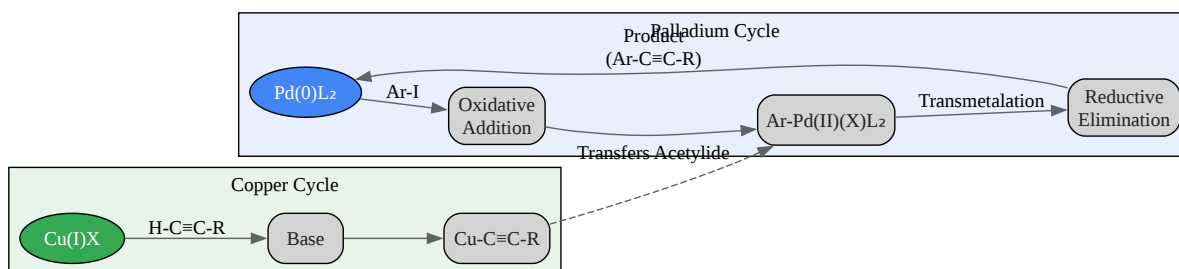 Palladium Cycle
Product
(Ar-C≡C-R)
Pd(0)L₂
Ar-I
Oxidative
Addition
Ar-Pd(II)(X)L₂
Transmetalation
Reductive
Elimination
Transfers Acetylide
Copper Cycle
Cu(I)X
H-C≡C-R
Base
Cu-C≡C-R